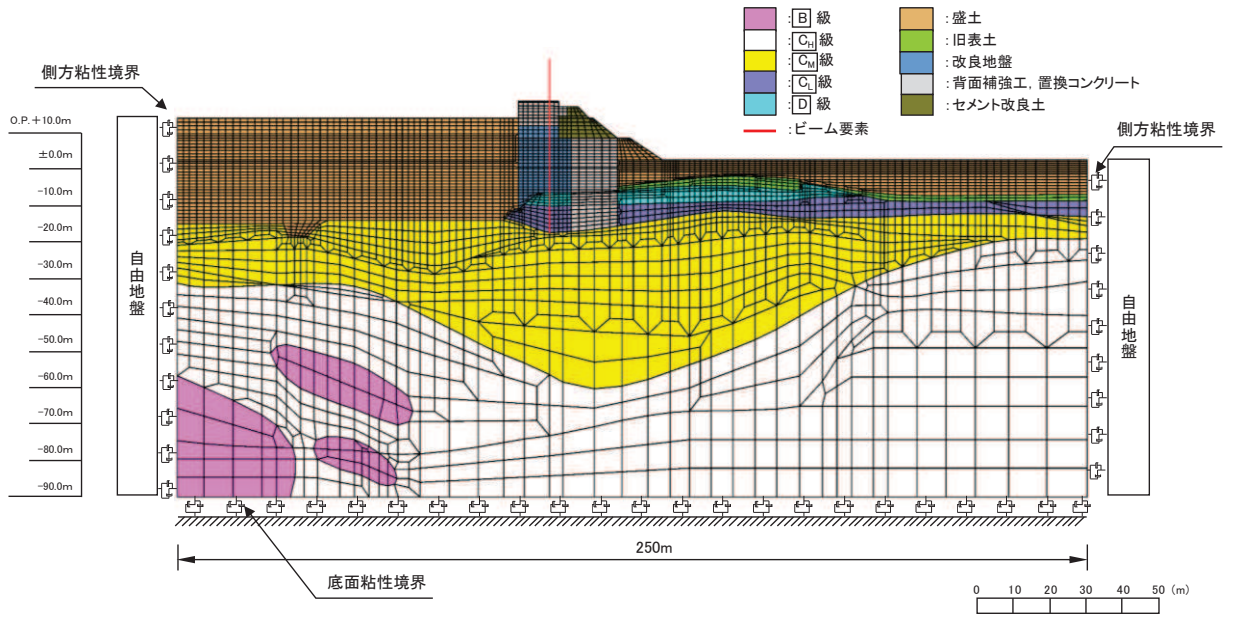 :B 級
:CH級
:CM級
:CL級
:D 級
:ビーム要素
:盛土
:旧表土
:改良地盤
:背面補強工，置換コンクリート
:セメント改良土
側方粘性境界
側方粘性境界
O.P.＋10.0m
±0.0m
-10.0m
-20.0m
-30.0m
-40.0m
-50.0m
-60.0m
-70.0m
-80.0m
-90.0m
自由地盤
自由地盤
250m
底面粘性境界
0 10 20 30 40 50 (m)